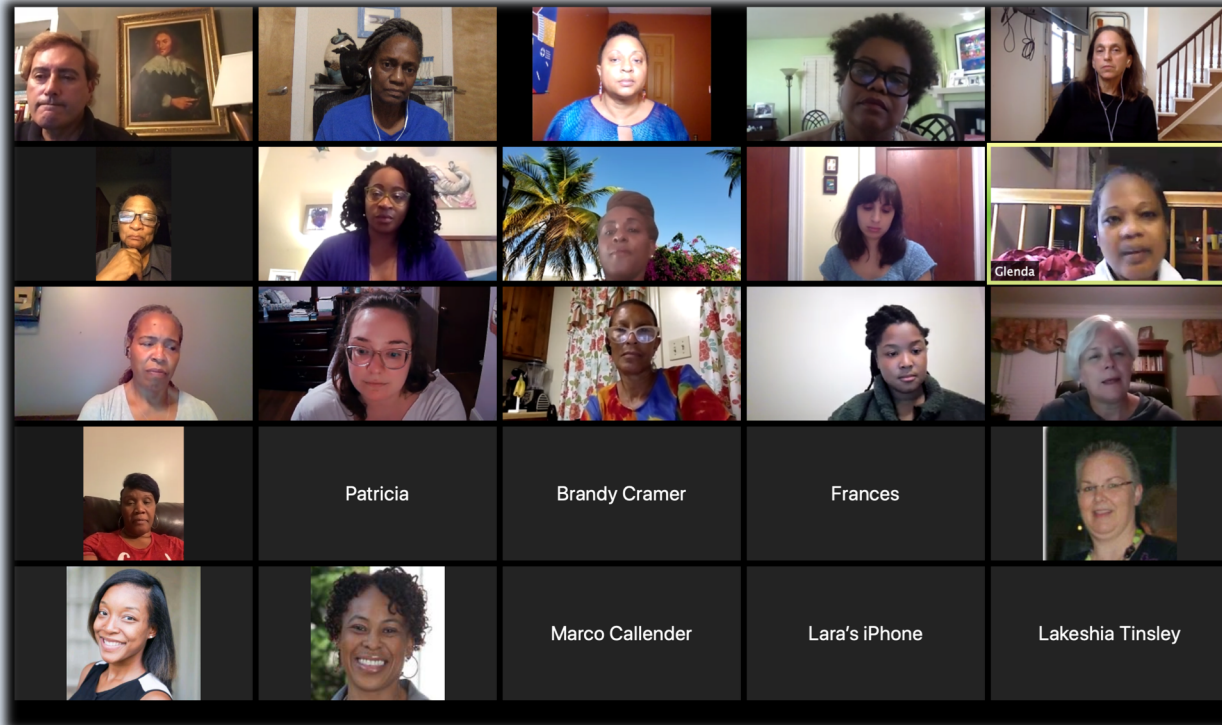 Glenda
Patricia
Brandy Cramer
Frances
Marco Callender
Lara’s iPhone
Lakeshia Tinsley